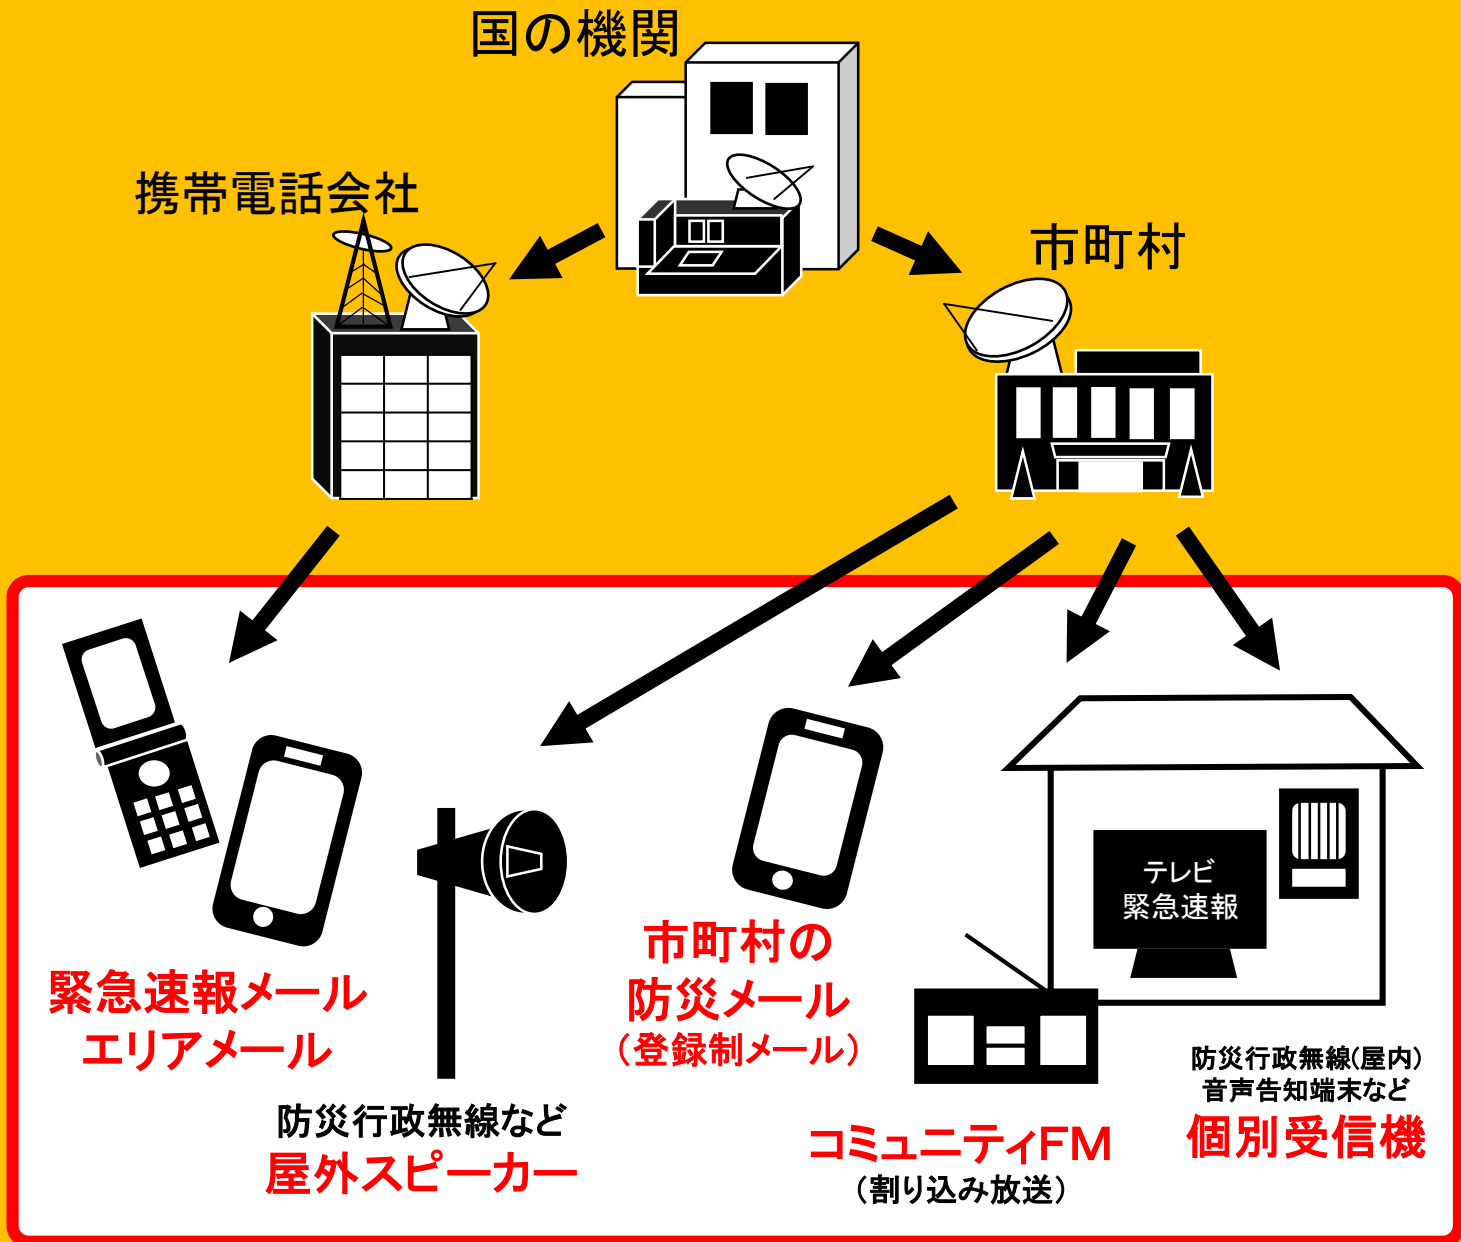 国の機関
携帯電話会社
市町村
テレビ
緊急速報
緊急速報メール
エリアメール
防災行政無線など
屋外スピーカー
市町村の
防災メール
（登録制メール）
コミュニティFM
（割り込み放送）
防災行政無線(屋内)
音声告知端末など
個別受信機